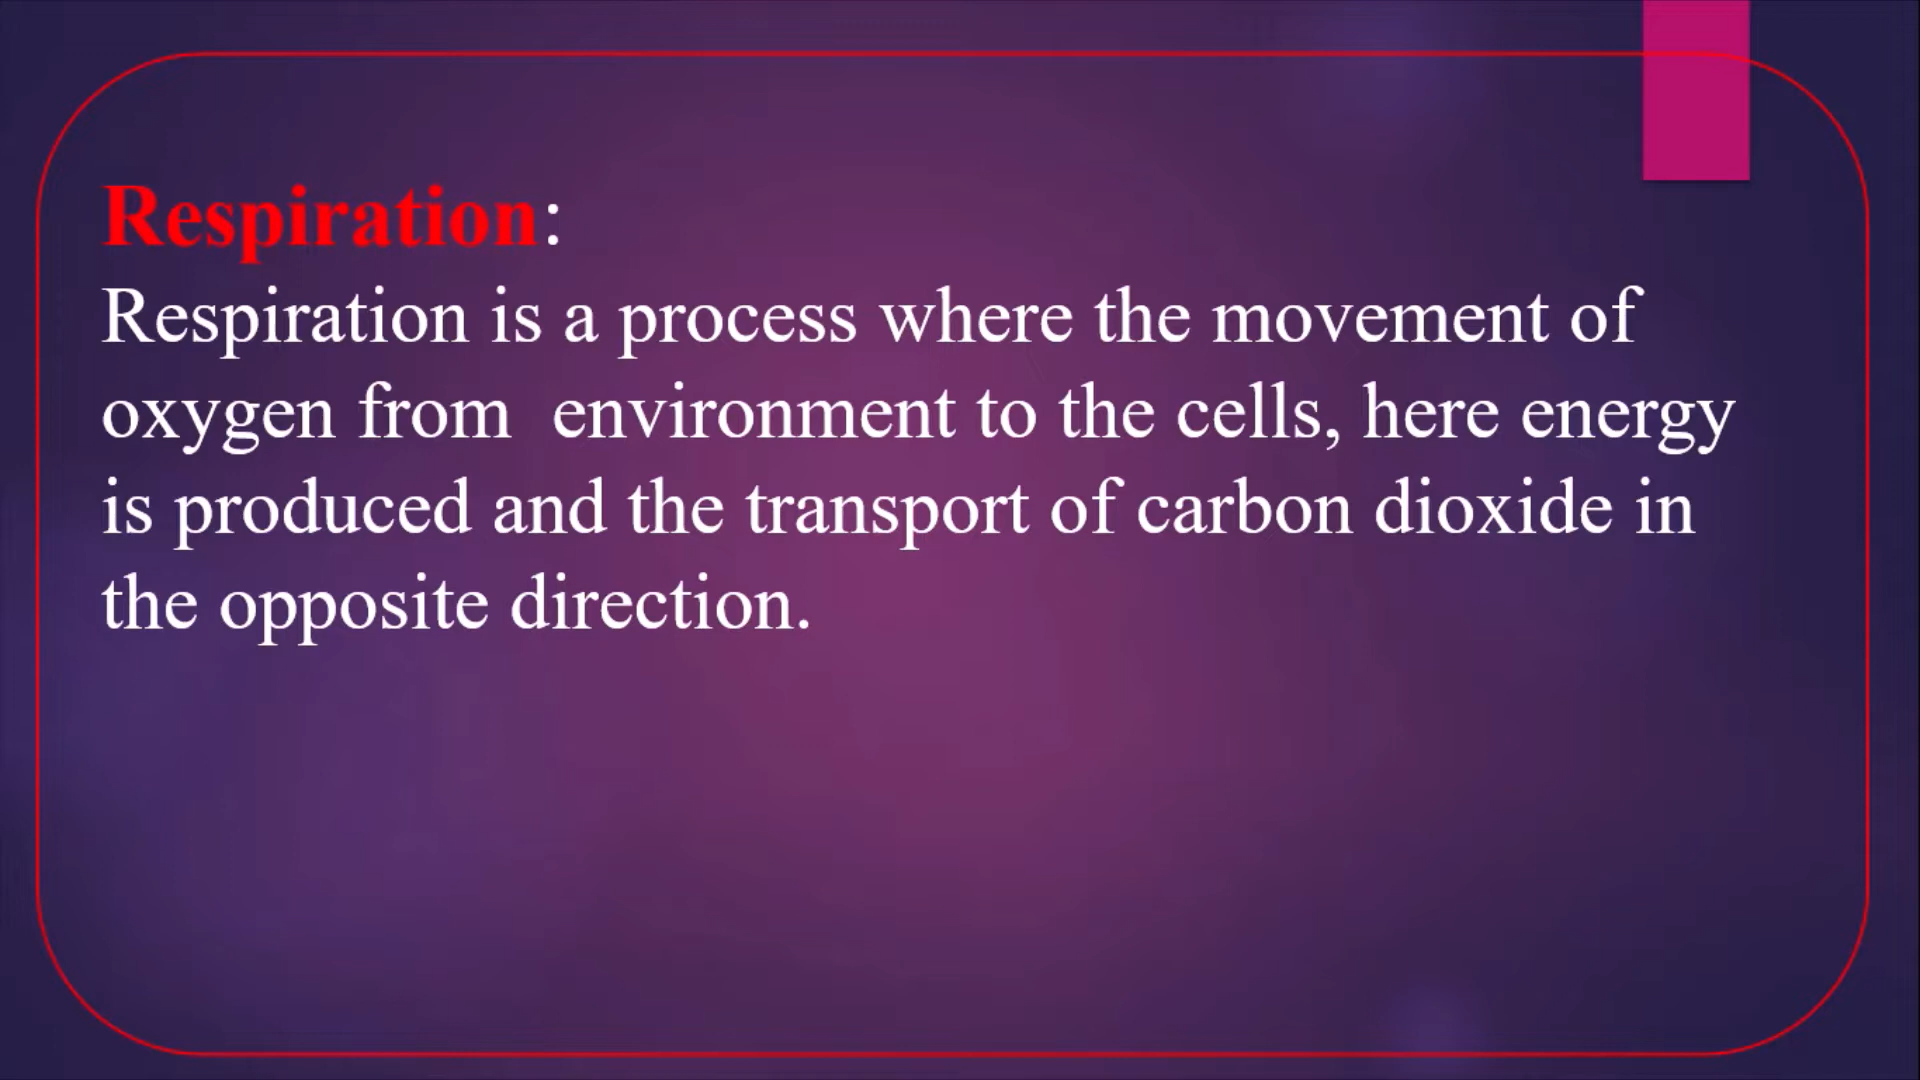 Respiration:
Respiration is a process where the movement of
oxygen from  environment to the cells, here energy
is produced and the transport of carbon dioxide in
the opposite direction.